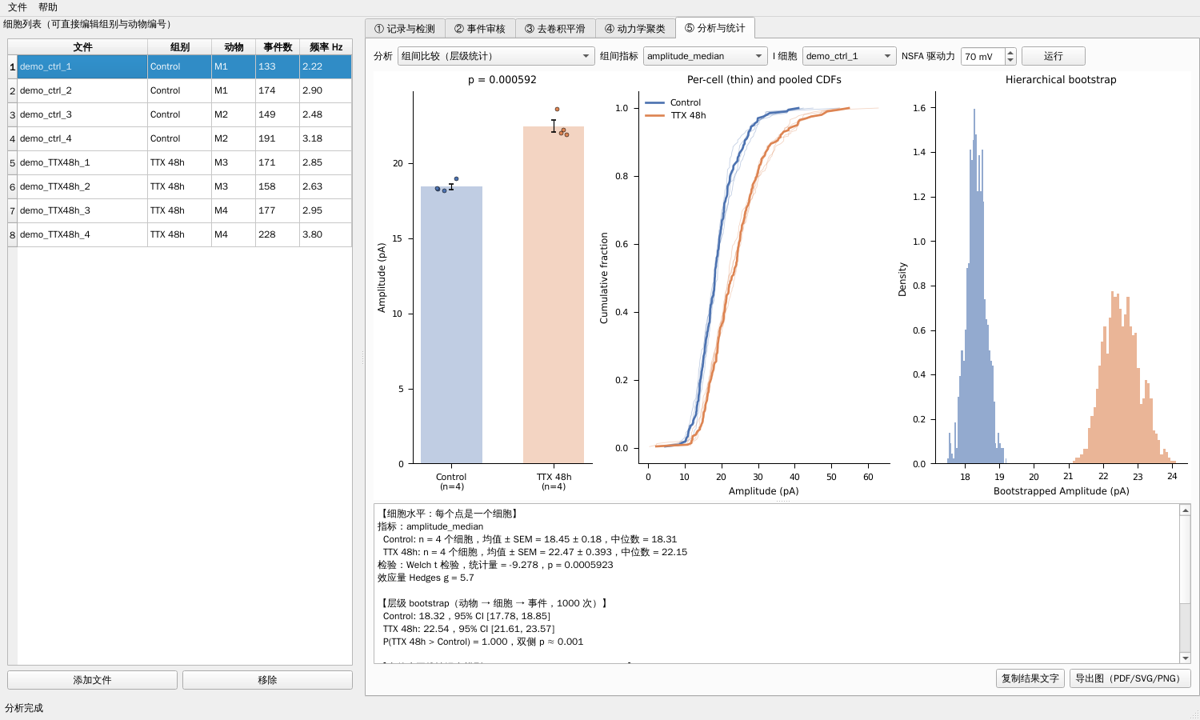 文件 帮助
细胞列表（可直接编辑组别与动物编号）
文件 组别 动物 事件数 频率 Hz
1 demo_ctrl_1 Control M1 133 2.22
2 demo_ctrl_2 Control M1 174 2.90
3 demo_ctrl_3 Control M2 149 2.48
4 demo_ctrl_4 Control M2 191 3.18
5 demo_TTX48h_1 TTX 48h M3 171 2.85
6 demo_TTX48h_2 TTX 48h M3 158 2.63
7 demo_TTX48h_3 TTX 48h M4 177 2.95
8 demo_TTX48h_4 TTX 48h M4 228 3.80
添加文件 移除
分析完成
① 记录与检测 ② 事件审核 ③ 去卷积平滑 ④ 动力学聚类 ⑤ 分析与统计
分析 组间比较（层级统计） 组间指标 amplitude_median I 细胞 demo_ctrl_1 NSFA 驱动力 70 mV 运行
p = 0.000592
Amplitude (pA)
20
15
10
5
0
Control
(n=4)
TTX 48h
(n=4)
Per-cell (thin) and pooled CDFs
Control
TTX 48h
Cumulative fraction
1.0
0.8
0.6
0.4
0.2
0.0
0 10 20 30 40 50 60
Amplitude (pA)
Hierarchical bootstrap
Density
1.6
1.4
1.2
1.0
0.8
0.6
0.4
0.2
0.0
18 19 20 21 22 23 24
Bootstrapped Amplitude (pA)
【细胞水平：每个点是一个细胞】
指标：amplitude_median
Control: n = 4 个细胞，均值 ± SEM = 18.45 ± 0.18，中位数 = 18.31
TTX 48h: n = 4 个细胞，均值 ± SEM = 22.47 ± 0.393，中位数 = 22.15
检验：Welch t 检验，统计量 = -9.278，p = 0.0005923
效应量 Hedges g = 5.7
【层级 bootstrap（动物 → 细胞 → 事件，1000 次）】
Control: 18.32，95% CI [17.78, 18.85]
TTX 48h: 22.54，95% CI [21.61, 23.57]
P(TTX 48h > Control) = 1.000，双侧 p ≈ 0.001
复制结果文字 导出图（PDF/SVG/PNG）